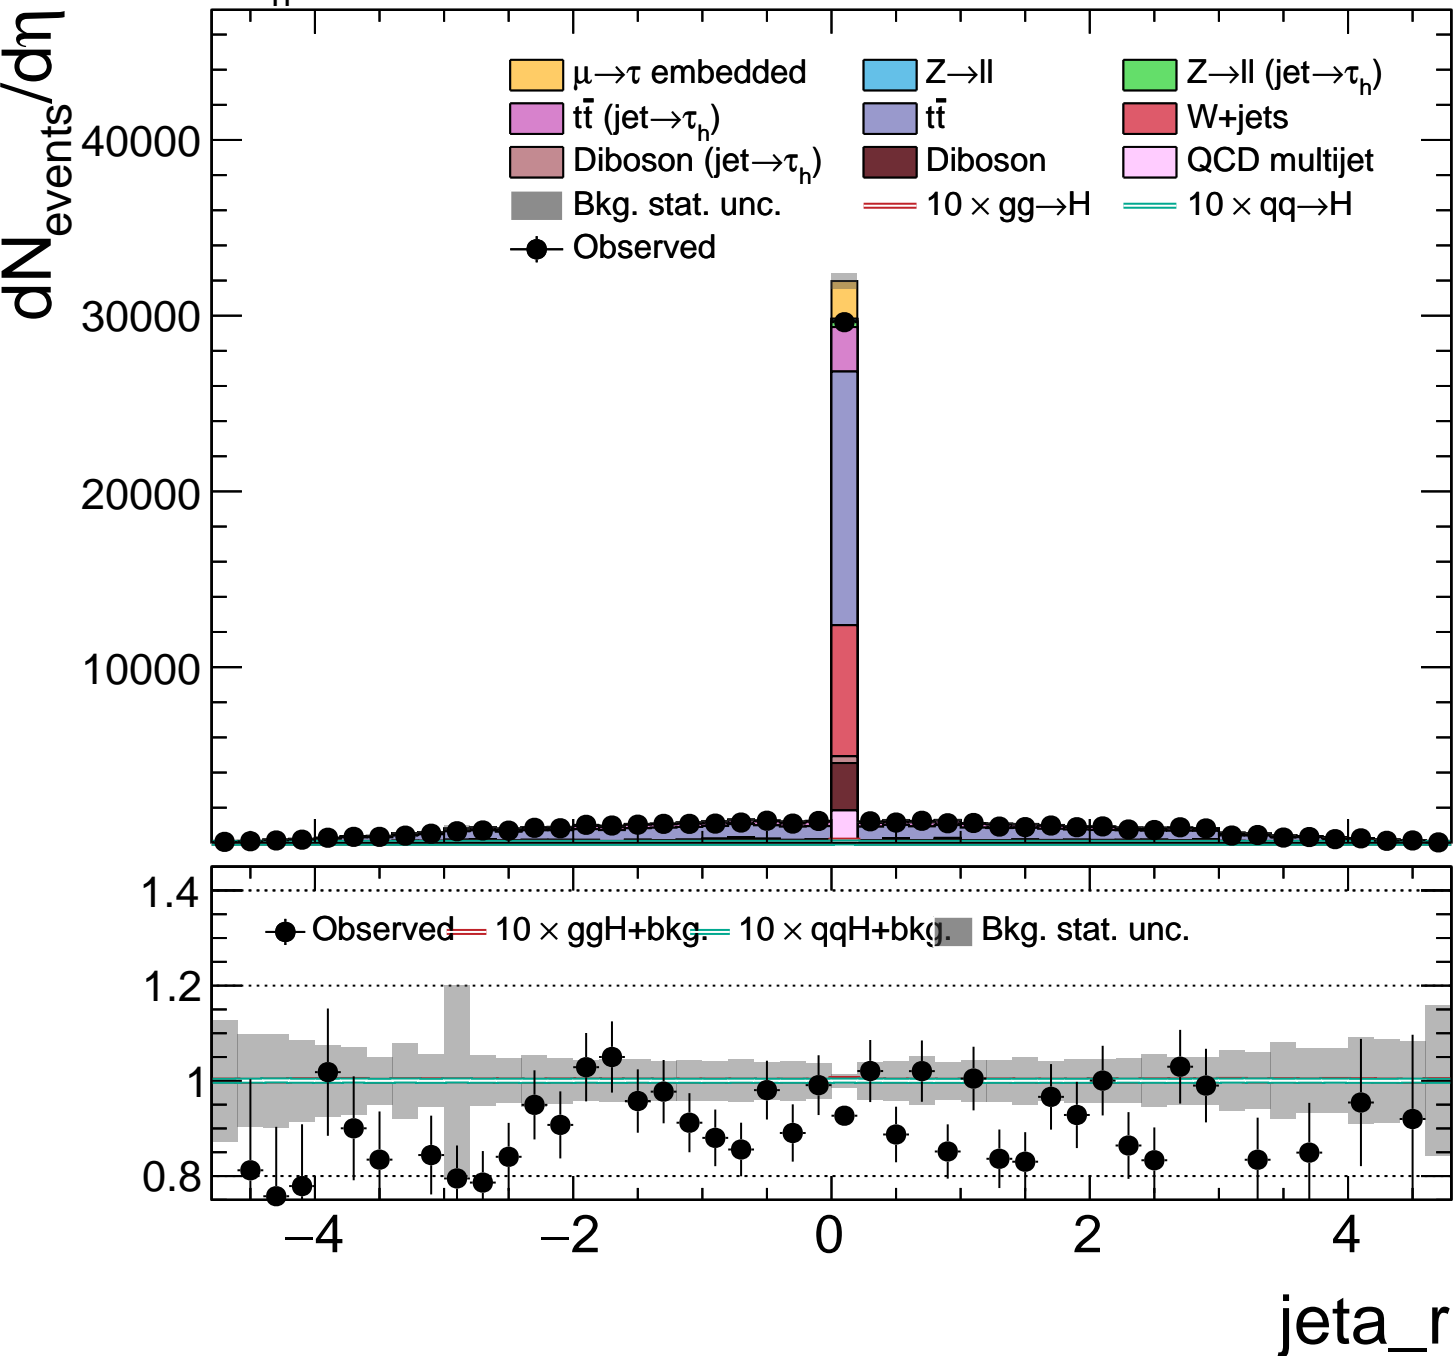 dN_events/dη
μ→τ embedded
Z→ll
Z→ll (jet→τ_h)
tt̄ (jet→τ_h)
tt̄
W+jets
Diboson (jet→τ_h)
Diboson
QCD multijet
Bkg. stat. unc.
10 × gg→H
10 × qq→H
Observed
40000
30000
20000
10000
1.4
1.2
1
0.8
Observed
10 × ggH+bkg.
10 × qqH+bkg.
Bkg. stat. unc.
−4
−2
0
2
4
jeta_r